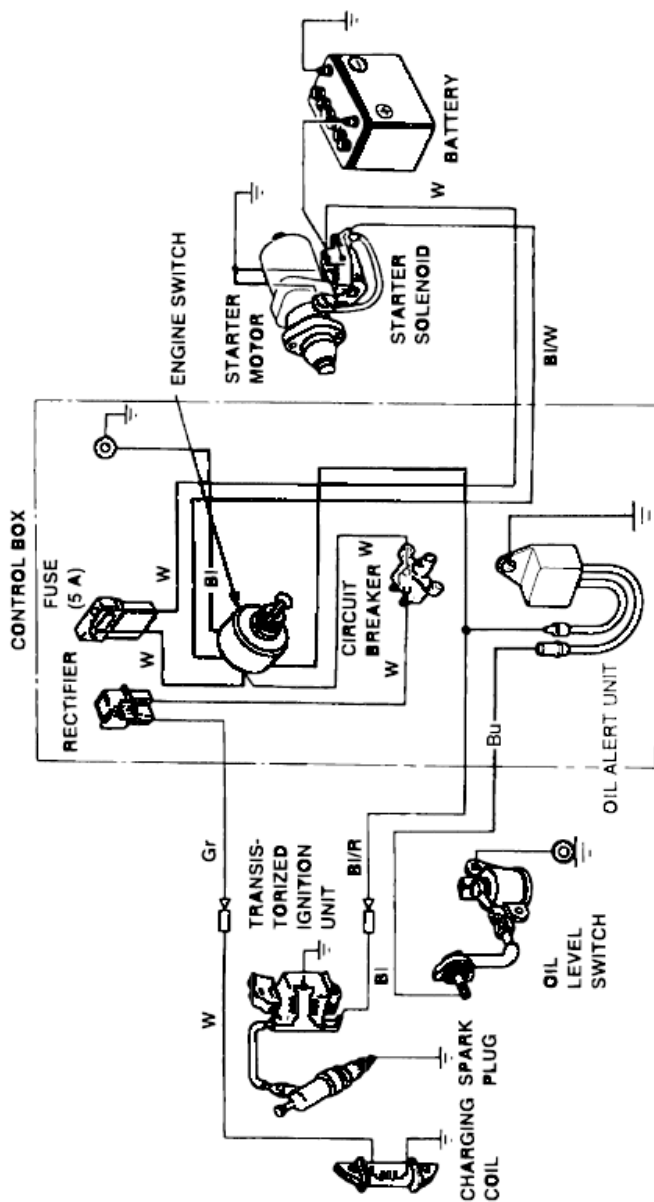 CONTROL BOX
FUSE
(5 A)
RECTIFIER
W
W
Bl
ENGINE SWITCH
CIRCUIT
BREAKER
W
W
STARTER
MOTOR
STARTER
SOLENOID
BATTERY
W
Bl/W
Gr
W
TRANSIS-
TORIZED
IGNITION
UNIT
Bl/R
Bl
Bu
OIL ALERT UNIT
OIL
LEVEL
SWITCH
SPARK
PLUG
CHARGING
COIL